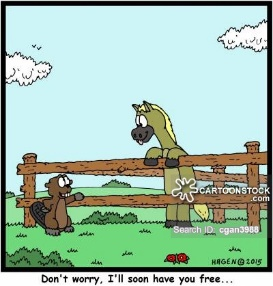 CARTOONSTOCK
.com
Search ID: cgan3988
HAGEN©2015
Don't worry, I'll soon have you free...